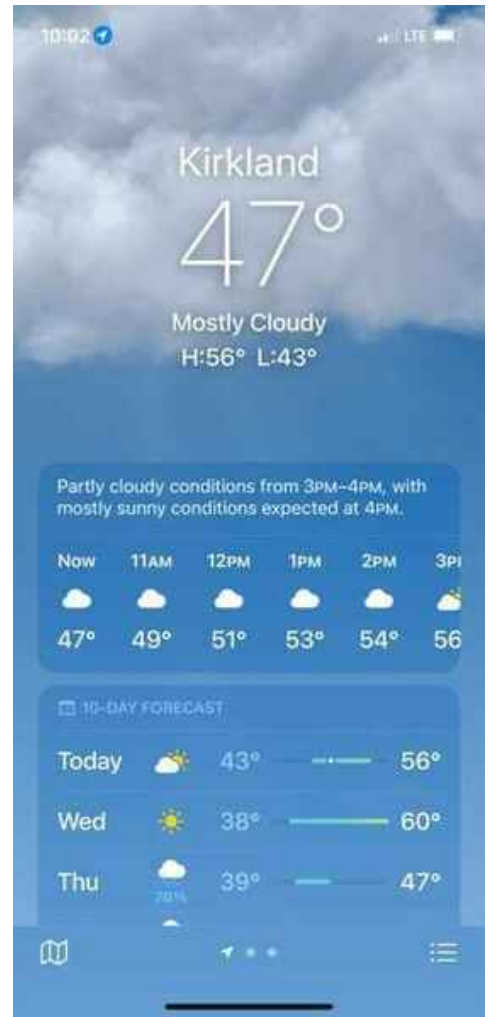 10:02 LTE
Kirkland
47°
Mostly Cloudy
H:56° L:43°
Partly cloudy conditions from 3PM–4PM, with
mostly sunny conditions expected at 4PM.
Now 11AM 12PM 1PM 2PM 3P
47° 49° 51° 53° 54° 56
10-DAY FORECAST
Today 43° 56°
Wed 38° 60°
Thu 39° 47°
70%